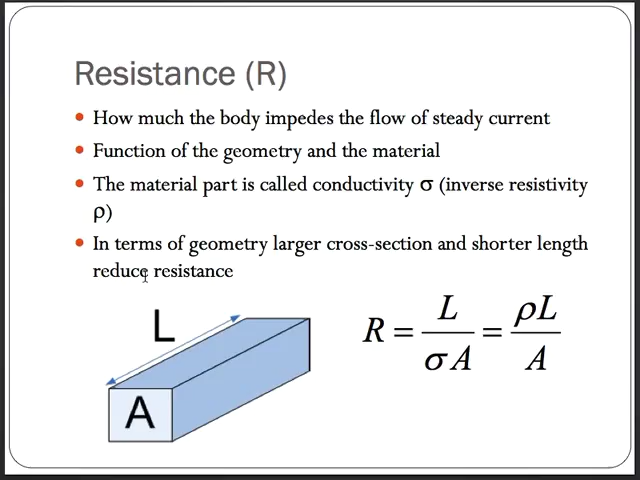 Resistance (R)
How much the body impedes the flow of steady current
Function of the geometry and the material
The material part is called conductivity σ (inverse resistivity
ρ)
In terms of geometry larger cross-section and shorter length
reduce resistance
L
A
R = L / σ A = ρL / A